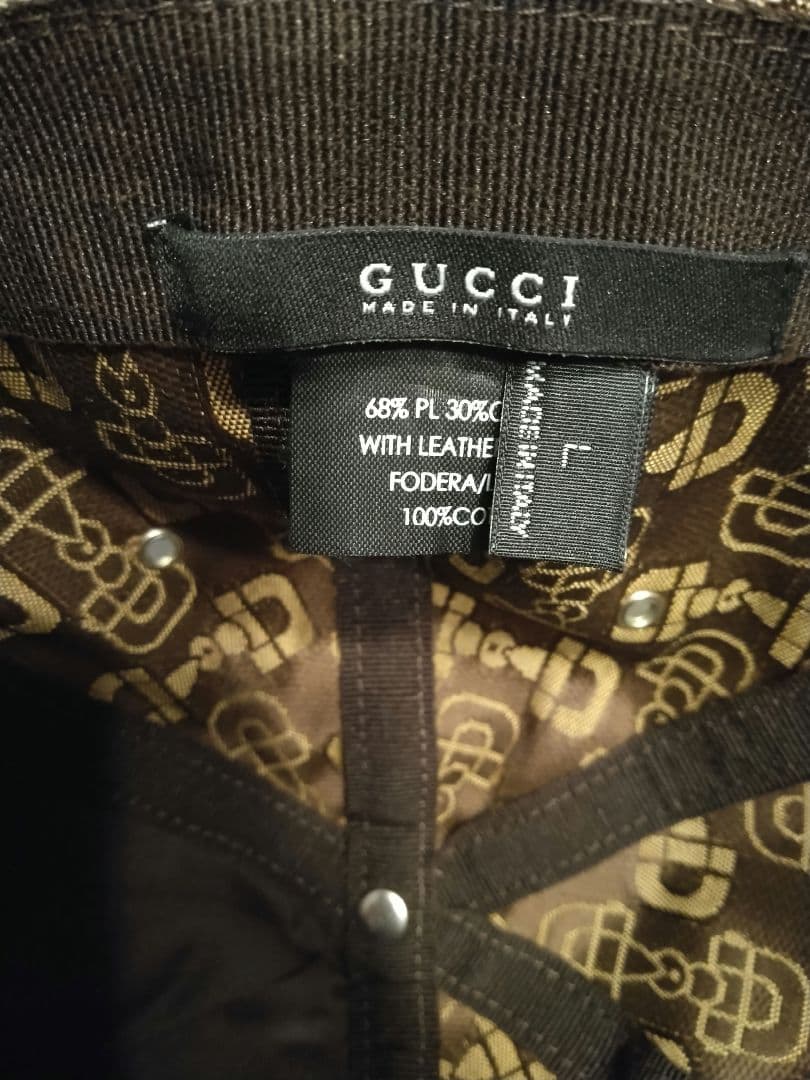 GUCCI
MADE IN ITALY
68% PL 30%C
WITH LEATHE
FODERA/
100%CO
L
MADE IN ITALY